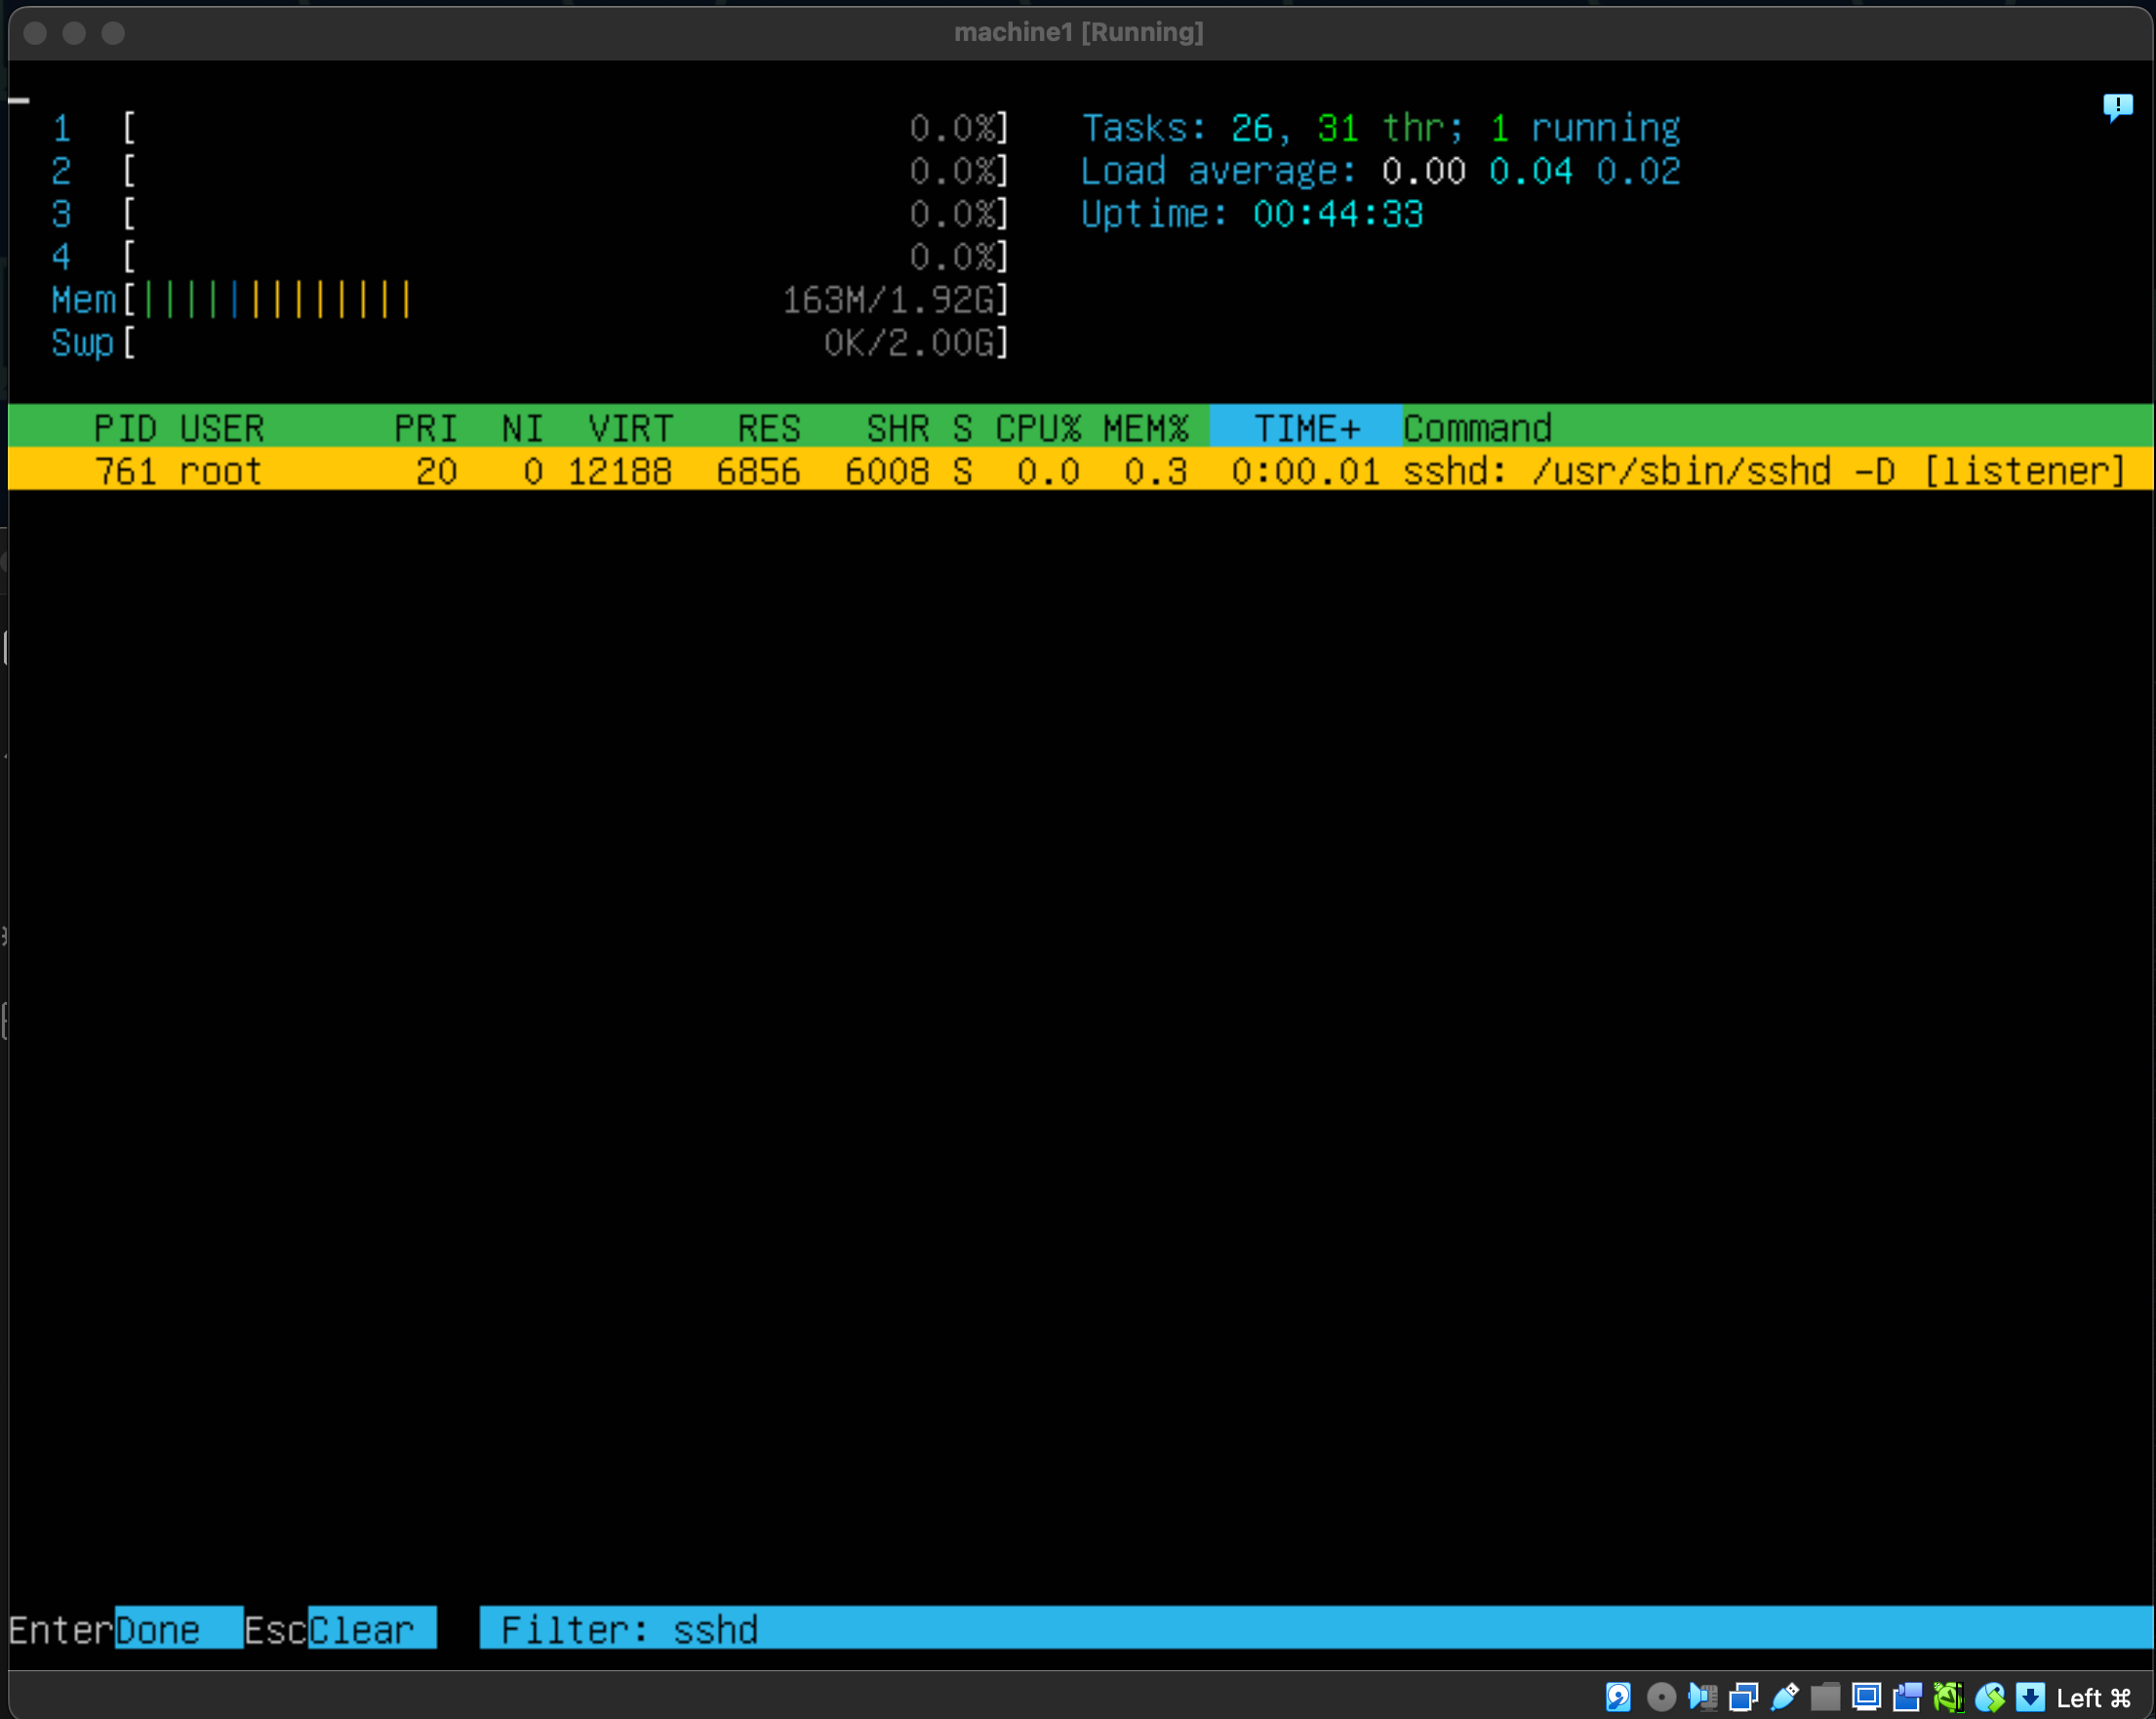 machine1 [Running]
1 [ 0.0%] Tasks: 26, 31 thr; 1 running
2 [ 0.0%] Load average: 0.00 0.04 0.02
3 [ 0.0%] Uptime: 00:44:33
4 [ 0.0%]
Mem[||||||||||||| 163M/1.92G]
Swp[ 0K/2.00G]
PID USER PRI NI VIRT RES SHR S CPU% MEM% TIME+ Command
761 root 20 0 12188 6856 6008 S 0.0 0.3 0:00.01 sshd: /usr/sbin/sshd -D [listener]
EnterDone EscClear Filter: sshd
Left ⌘